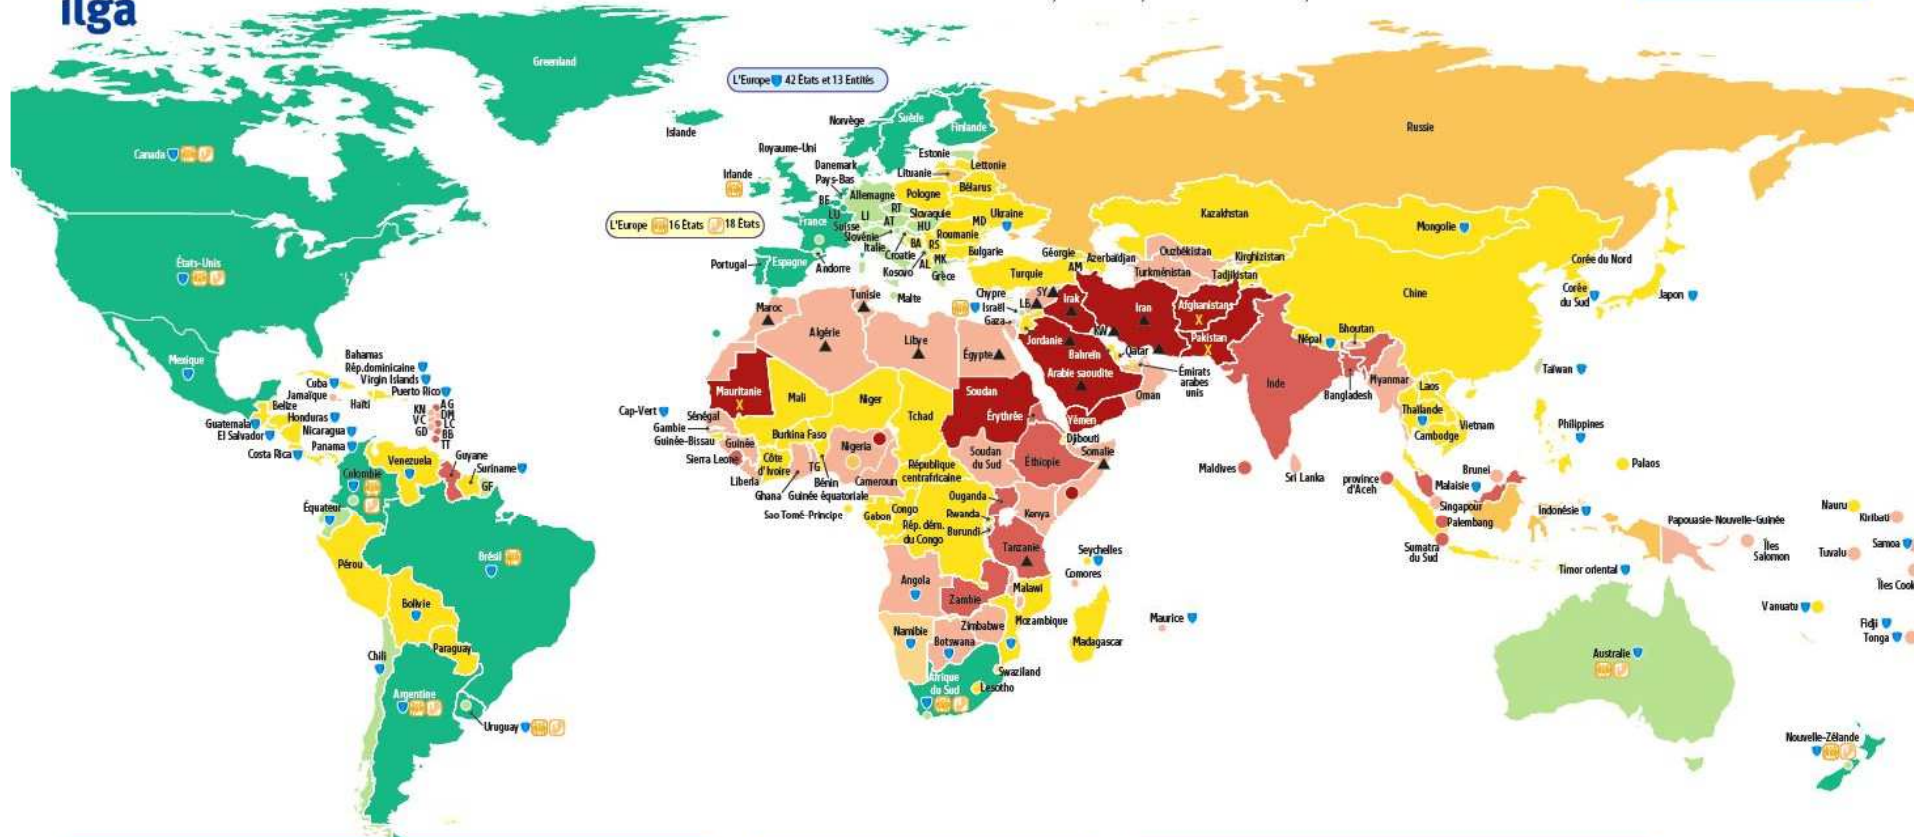 ilga
Greenland
L'Europe 42 États et 13 Entités
Islande
Norvège
Suède
Finlande
Russie
Royaume-Uni
Estonie
Lettonie
Danemark
Lituanie
Canada
Irlande
Pays-Bas
Allemagne
Pologne
Bélarus
BE
LU
LI
RT
AT
Slovaquie
HU
MD
Ukraine
Kazakhstan
Mongolie
L'Europe 16 États 18 États
France
Suisse
Slovénie
Italie
Croatie
BA
RS
Roumanie
Bulgarie
Kosovo
AL
MK
Grèce
Géorgie
AM
Azerbaïdjan
Ouzbékistan
Kirghizistan
Turkménistan
Tadjikistan
Corée du Nord
États-Unis
Portugal
Espagne
Andorre
Malte
Turquie
Chypre
SY
LB
Israël
Gaza
Irak
Iran
Afghanistan
X
Chine
Corée
du Sud
Japon
Maroc
Tunisie
Algérie
Libye
Égypte
Jordanie
KW
Bahreïn
Qatar
Pakistan
X
Népal
Bhoutan
Mexique
Bahamas
Rép.dominicaine
Virgin Islands
Puerto Rico
Cuba
Jamaïque
Haïti
Belize
Honduras
Guatemala
El Salvador
Nicaragua
Panama
Costa Rica
KN
VC
GD
AG
DM
LC
BB
TT
Mauritanie
X
Mali
Niger
Tchad
Soudan
Érythrée
Arabie saoudite
Émirats
arabes
unis
Oman
Yémen
Djibouti
Inde
Bangladesh
Myanmar
Laos
Taïwan
Thaïlande
Vietnam
Cambodge
Philippines
Cap-Vert
Sénégal
Gambie
Guinée-Bissau
Guinée
Sierra Leone
Liberia
Burkina Faso
Côte
d'Ivoire
TG
Ghana
Bénin
Nigeria
Guinée équatoriale
Cameroun
Sao Tomé-Principe
République
centrafricaine
Soudan
du Sud
Éthiopie
Somalie
Maldives
Sri Lanka
province
d'Aceh
Brunei
Malaisie
Palaos
Venezuela
Guyane
Suriname
GF
Colombie
Équateur
Gabon
Congo
Rép. dém.
du Congo
Ouganda
Rwanda
Burundi
Kenya
Tanzanie
Seychelles
Comores
Singapour
Palembang
Sumatra
du Sud
Indonésie
Papouasie-Nouvelle-Guinée
Îles
Salomon
Nauru
Kiribati
Tuvalu
Samoa
Îles Cook
Timor oriental
Pérou
Brésil
Bolivie
Paraguay
Chili
Argentine
Uruguay
Angola
Zambie
Malawi
Zimbabwe
Mozambique
Namibie
Botswana
Madagascar
Maurice
Swaziland
Afrique
du Sud
Lesotho
Australie
Vanuatu
Fidji
Tonga
Nouvelle-Zélande